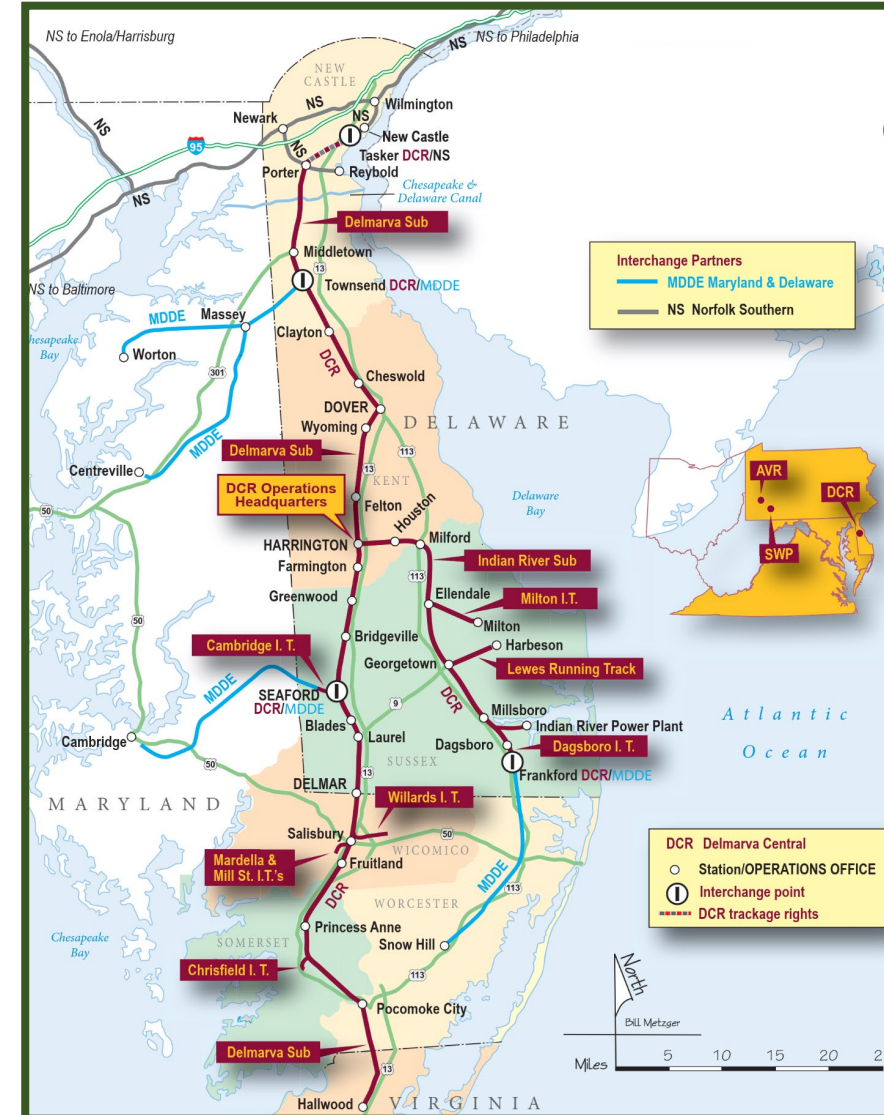 NS to Enola/Harrisburg
NS
NS to Philadelphia
NEW
CASTLE
NS
Wilmington
Newark
NS
New Castle
NS
95
NS
Tasker DCR/NS
Porter
Reybold
NS
Chesapeake &
Delaware Canal
Delmarva Sub
Middletown
13
NS to Baltimore
Townsend DCR/MDDE
MDDE
Massey
Chesapeake
Bay
Worton
Clayton
DCR
301
Cheswold
DOVER
DELAWARE
Wyoming
MDDE
Delmarva Sub
113
13
Centreville
KENT
DCR Operations
Headquarters
Felton
Delaware
Bay
50
Houston
HARRINGTON
Milford
Farmington
Indian River Sub
113
Greenwood
Ellendale
Milton I.T.
50
Milton
Bridgeville
Cambridge I. T.
Harbeson
Georgetown
Lewes Running Track
MDDE
SEAFORD
DCR/MDDE
9
DCR
Millsboro
Blades
Indian River Power Plant
Cambridge
Laurel
Dagsboro
Dagsboro I. T.
50
13
SUSSEX
Frankford DCR/MDDE
DELMAR
MARYLAND
Willards I. T.
Salisbury
50
Mardella &
Mill St. I.T.'s
WICOMICO
Fruitland
MDDE
113
DCR
WORCESTER
Princess Anne
Chesapeake
Bay
SOMERSET
Snow Hill
Chrisfield I. T.
113
Pocomoke City
Delmarva Sub
13
Hallwood
VIRGINIA
Interchange Partners
MDDE Maryland & Delaware
NS Norfolk Southern
AVR
DCR
SWP
Atlantic
Ocean
DCR Delmarva Central
Station/OPERATIONS OFFICE
Interchange point
DCR trackage rights
North
Bill Metzger
Miles
5
10
15
20